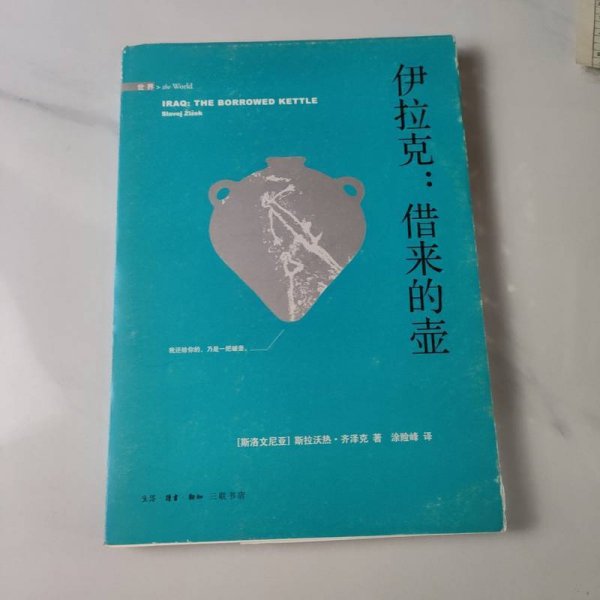 世界 > the World
IRAQ: THE BORROWED KETTLE
Slavoj Žižek
伊拉克：借来的壶
我还给你的，乃是一把破壶。
[斯洛文尼亚] 斯拉沃热·齐泽克 著 涂险峰 译
生活·读书·新知 三联书店